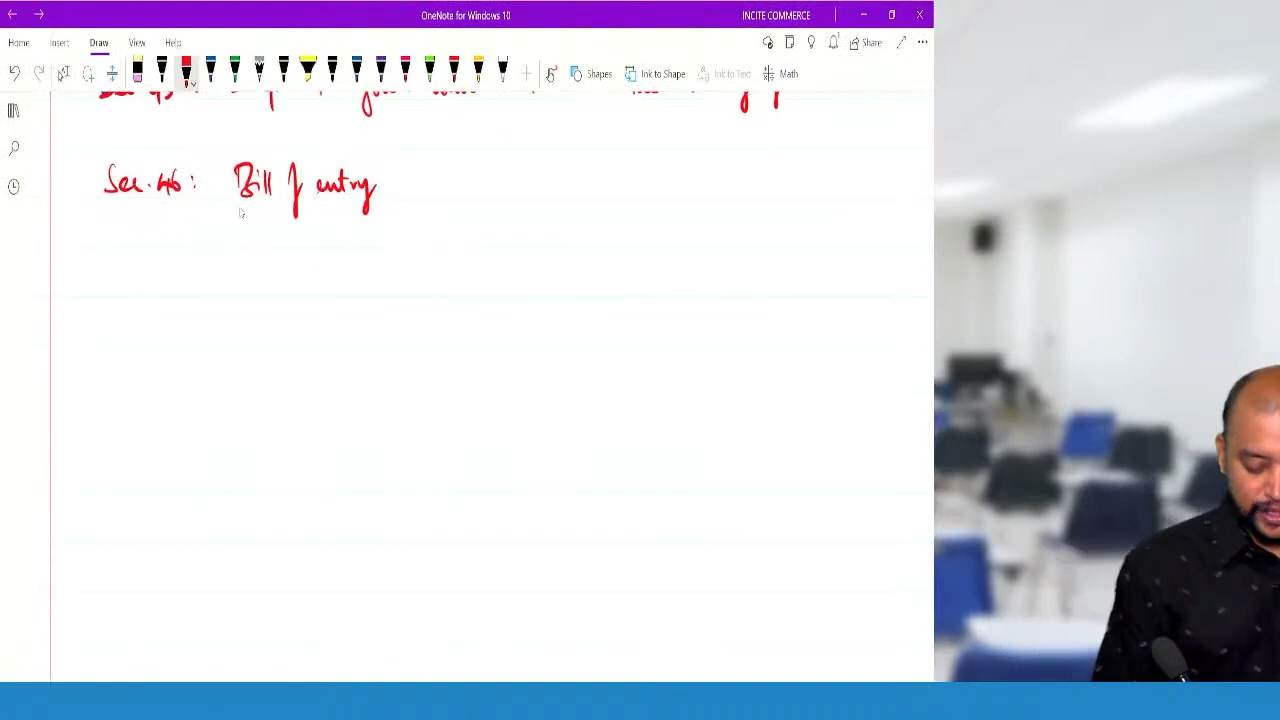 OneNote for Windows 10
INCITE COMMERCE
Home Insert Draw View Help
Share
Shapes
Ink to Shape
Ink to Text
Math
Sec. 46: Bill of entry